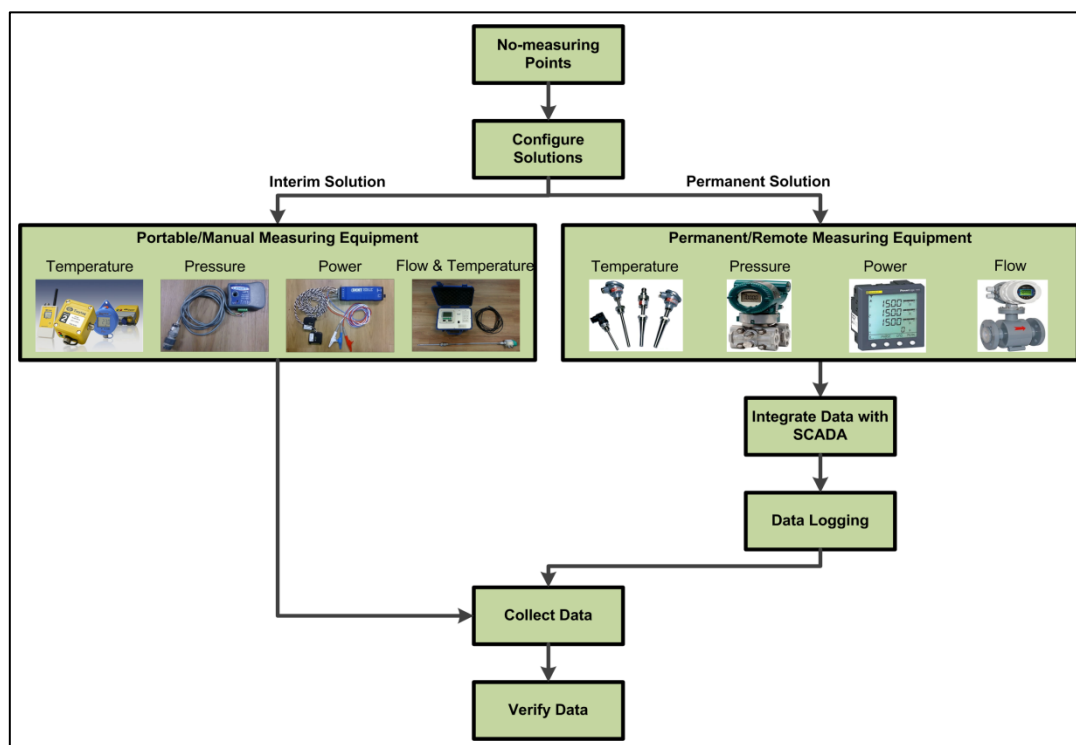 No-measuring
Points
Configure
Solutions
Interim Solution
Permanent Solution
Portable/Manual Measuring Equipment
Temperature
Pressure
Power
Flow & Temperature
Permanent/Remote Measuring Equipment
Temperature
Pressure
Power
Flow
1500
1500
1500
Integrate Data with
SCADA
Data Logging
Collect Data
Verify Data